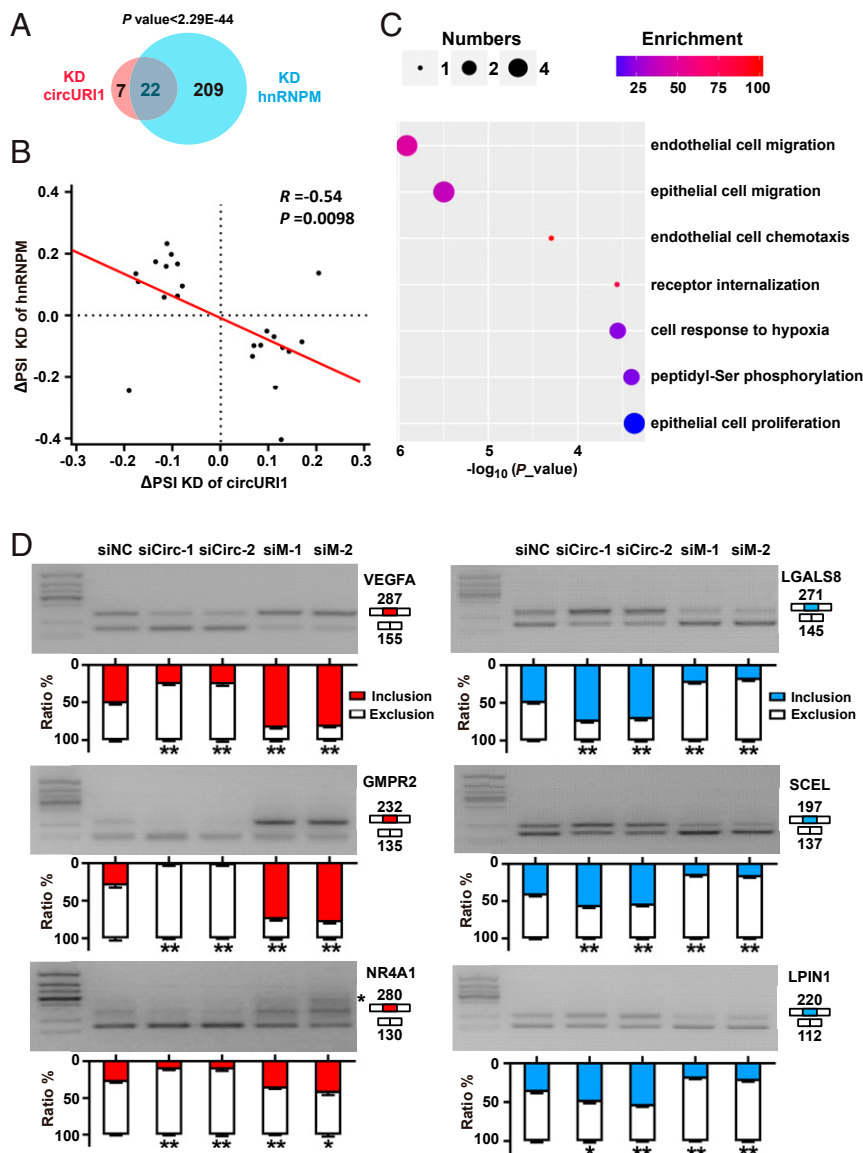 A
P value<2.29E-44
KD
circURI1
7
22
209
KD
hnRNPM
B
R =-0.54
P =0.0098
0.4
0.2
0.0
-0.2
-0.4
ΔPSI KD of hnRNPM
-0.3
-0.2
-0.1
0.0
0.1
0.2
0.3
ΔPSI KD of circURI1
C
Numbers
1
2
4
Enrichment
25
50
75
100
endothelial cell migration
epithelial cell migration
endothelial cell chemotaxis
receptor internalization
cell response to hypoxia
peptidyl-Ser phosphorylation
epithelial cell proliferation
6
5
4
-log10 (P_value)
D
siNC siCirc-1 siCirc-2 siM-1 siM-2
VEGFA
287
155
0
50
100
Ratio %
Inclusion
Exclusion
** ** ** **
GMPR2
232
135
0
50
100
Ratio %
** ** ** **
NR4A1
*
280
130
0
50
100
Ratio %
** ** ** *
siNC siCirc-1 siCirc-2 siM-1 siM-2
LGALS8
271
145
0
50
100
Ratio %
Inclusion
Exclusion
** ** ** **
SCEL
197
137
0
50
100
Ratio %
** ** ** **
LPIN1
220
112
0
50
100
Ratio %
* ** ** **